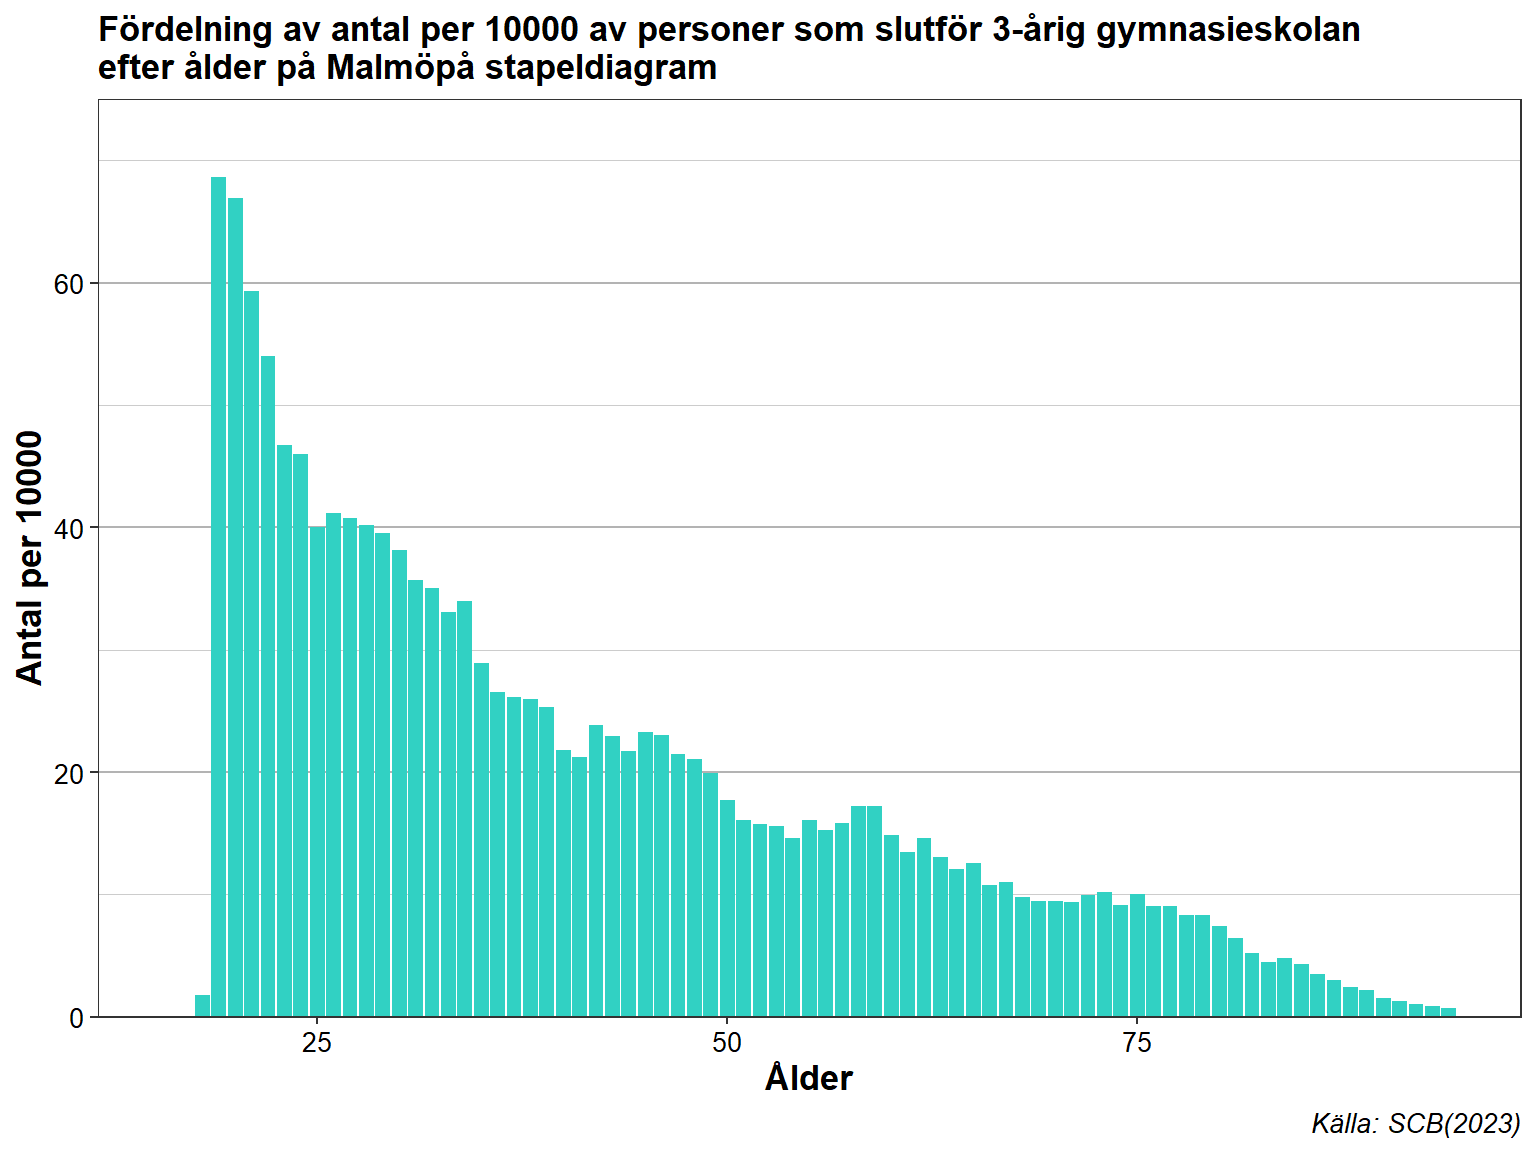 Fördelning av antal per 10000 av personer som slutför 3-årig gymnasieskolan
efter ålder på Malmöpå stapeldiagram
Antal per 10000
60
40
20
0
25 50 75
Ålder
Källa: SCB(2023)